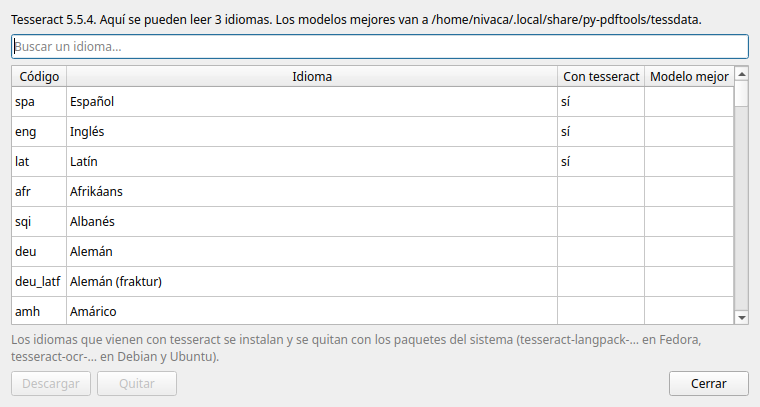 Tesseract 5.5.4. Aquí se pueden leer 3 idiomas. Los modelos mejores van a /home/nivaca/.local/share/py-pdftools/tessdata.
Buscar un idioma...
Código Idioma Con tesseract Modelo mejor
spa Español sí
eng Inglés sí
lat Latín sí
afr Afrikáans
sqi Albanés
deu Alemán
deu_latf Alemán (fraktur)
amh Amárico
Los idiomas que vienen con tesseract se instalan y se quitan con los paquetes del sistema (tesseract-langpack-... en Fedora,
tesseract-ocr-... en Debian y Ubuntu).
Descargar Quitar Cerrar